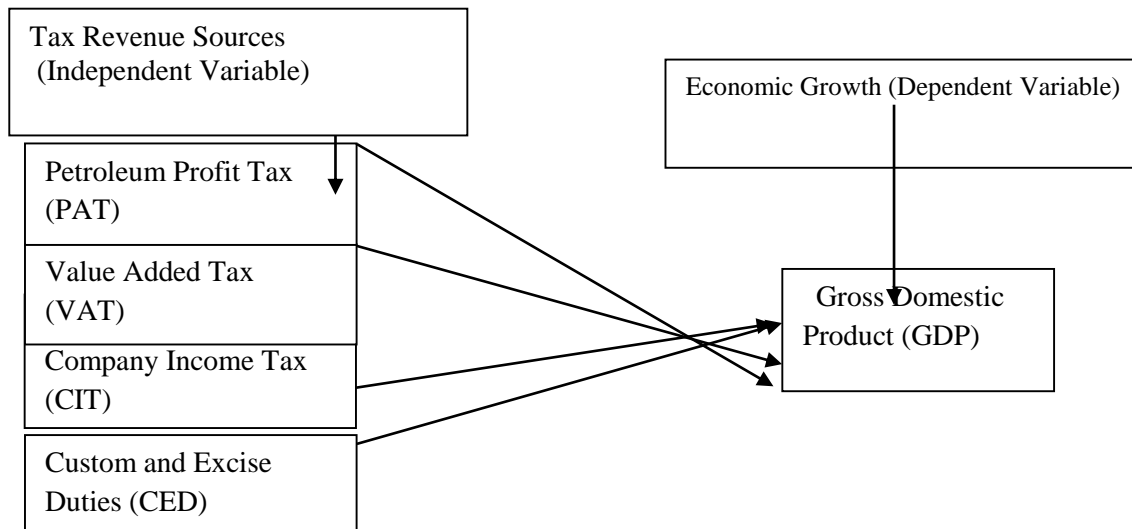 Tax Revenue Sources
(Independent Variable)
Economic Growth (Dependent Variable)
Petroleum Profit Tax
(PAT)
Value Added Tax
(VAT)
Company Income Tax
(CIT)
Custom and Excise
Duties (CED)
Gross Domestic
Product (GDP)